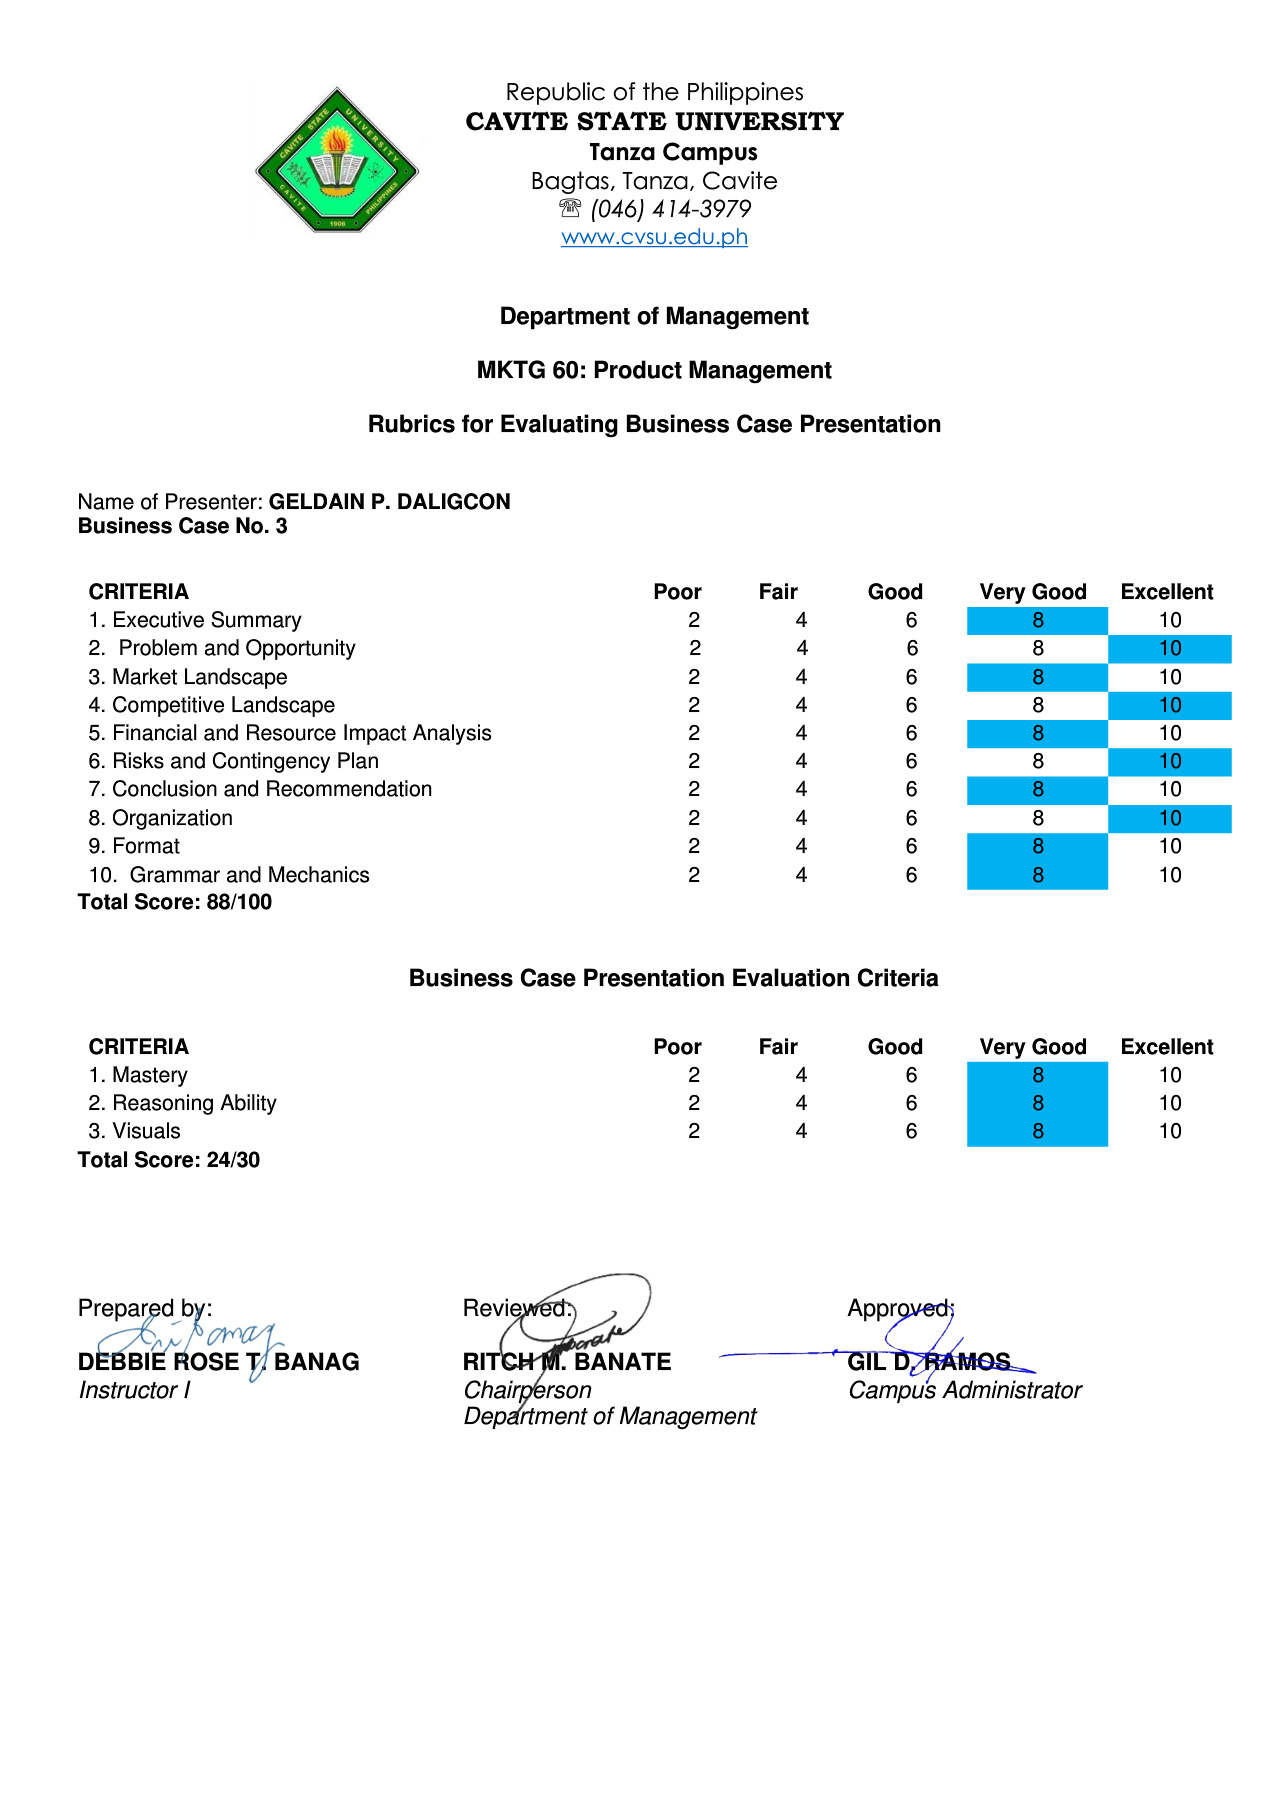 Republic of the Philippines
CAVITE STATE UNIVERSITY
Tanza Campus
Bagtas, Tanza, Cavite
☏ (046) 414-3979
www.cvsu.edu.ph
CAVITE STATE UNIVERSITY
CAVITE PHILIPPINES
1906
Department of Management
MKTG 60: Product Management
Rubrics for Evaluating Business Case Presentation
Name of Presenter: GELDAIN P. DALIGCON
Business Case No. 3
CRITERIA Poor Fair Good Very Good Excellent
1. Executive Summary 2 4 6 8 10
2. Problem and Opportunity 2 4 6 8 10
3. Market Landscape 2 4 6 8 10
4. Competitive Landscape 2 4 6 8 10
5. Financial and Resource Impact Analysis 2 4 6 8 10
6. Risks and Contingency Plan 2 4 6 8 10
7. Conclusion and Recommendation 2 4 6 8 10
8. Organization 2 4 6 8 10
9. Format 2 4 6 8 10
10. Grammar and Mechanics 2 4 6 8 10
Total Score: 88/100
Business Case Presentation Evaluation Criteria
CRITERIA Poor Fair Good Very Good Excellent
1. Mastery 2 4 6 8 10
2. Reasoning Ability 2 4 6 8 10
3. Visuals 2 4 6 8 10
Total Score: 24/30
Prepared by: Reviewed: Approved:
DEBBIE ROSE T. BANAG RITCH M. BANATE GIL D. RAMOS
Instructor I Chairperson Campus Administrator
Department of Management